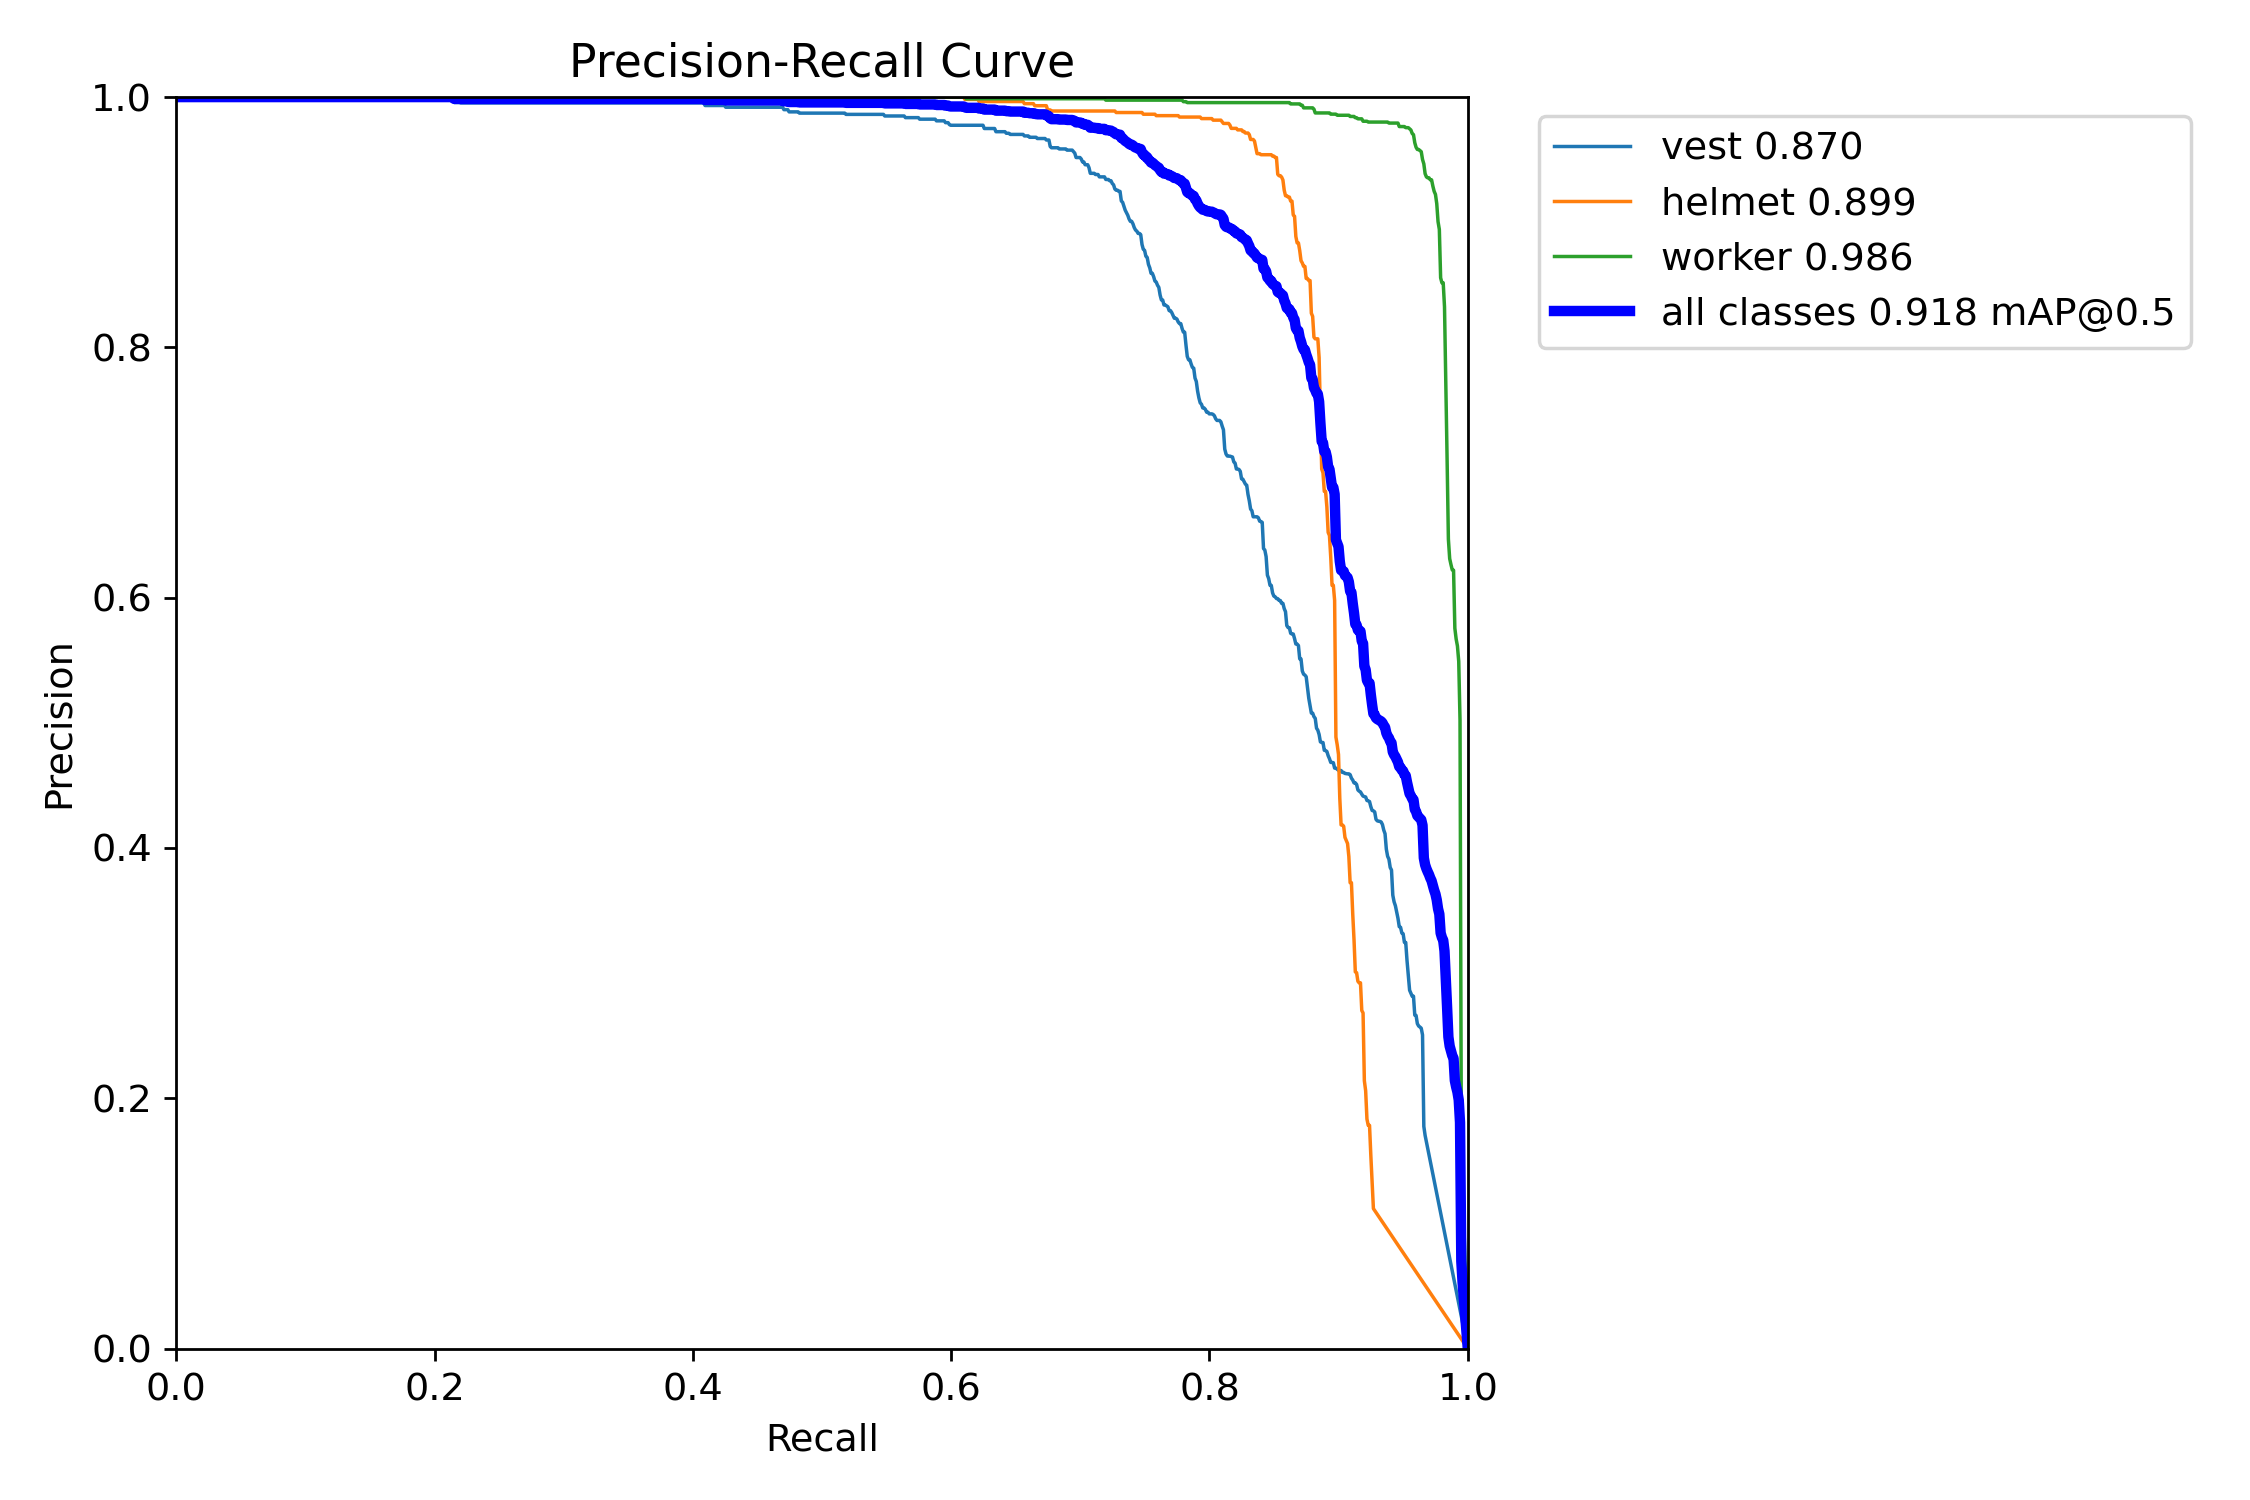 Precision-Recall Curve
1.0
0.8
0.6
0.4
0.2
0.0
Precision
0.0 0.2 0.4 0.6 0.8 1.0
Recall
vest 0.870
helmet 0.899
worker 0.986
all classes 0.918 mAP@0.5